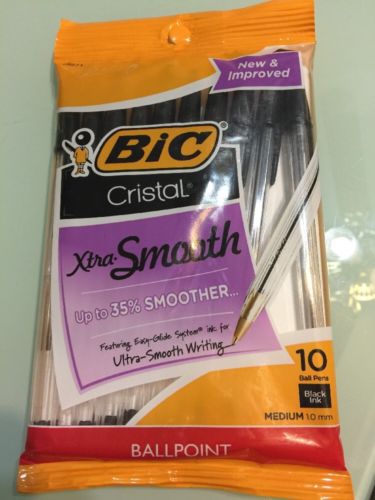 New &
Improved
BIC
Cristal®
Xtra-Smooth
Up to 35% SMOOTHER...
Featuring Easy-Glide System® ink for
Ultra-Smooth Writing
10
Ball Pens
Black
Ink
MEDIUM 1.0 mm
BALLPOINT